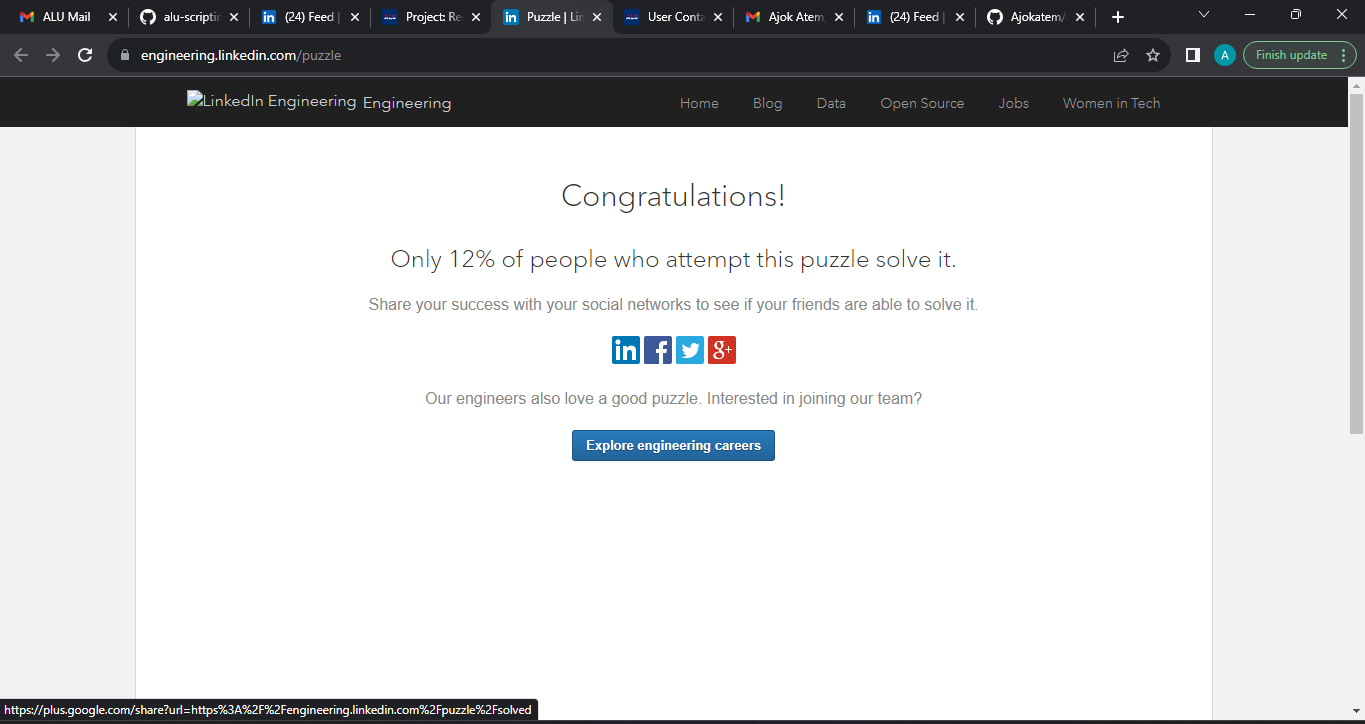 ALU Mail
alu-scriptin
(24) Feed |
Project: Re
Puzzle | Lin
User Conta
Ajok Atem,
(24) Feed |
Ajokatem/
engineering.linkedin.com/puzzle
A
Finish update
LinkedIn Engineering Engineering
Home
Blog
Data
Open Source
Jobs
Women in Tech
Congratulations!
Only 12% of people who attempt this puzzle solve it.
Share your success with your social networks to see if your friends are able to solve it.
in f g+
Our engineers also love a good puzzle. Interested in joining our team?
Explore engineering careers
https://plus.google.com/share?url=https%3A%2F%2Fengineering.linkedin.com%2Fpuzzle%2Fsolved